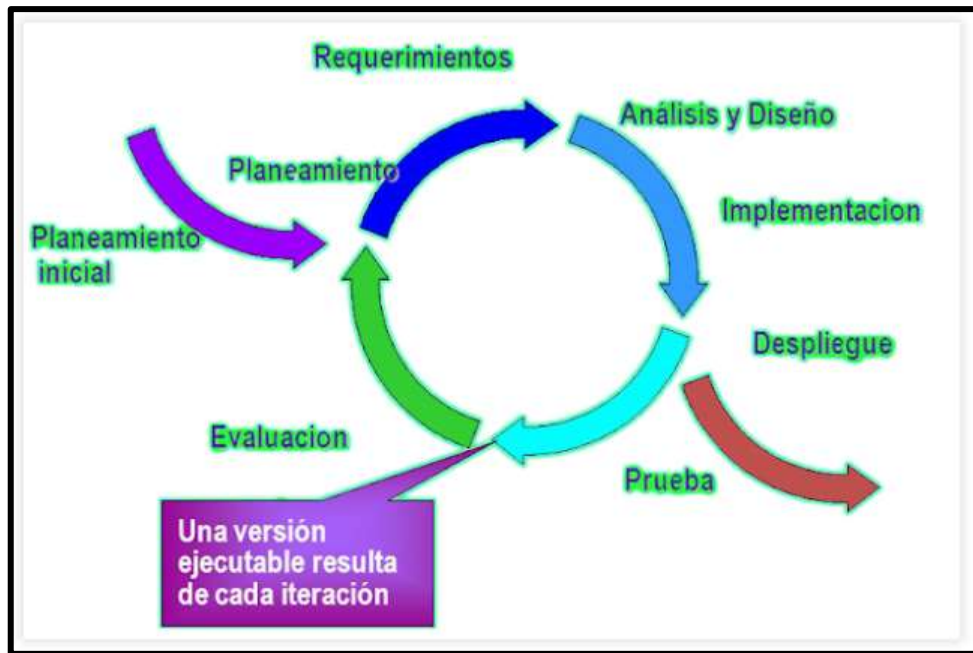 Requerimientos
Análisis y Diseño
Planeamiento
Implementacion
Planeamiento
inicial
Despliegue
Evaluacion
Prueba
Una versión
ejecutable resulta
de cada iteración